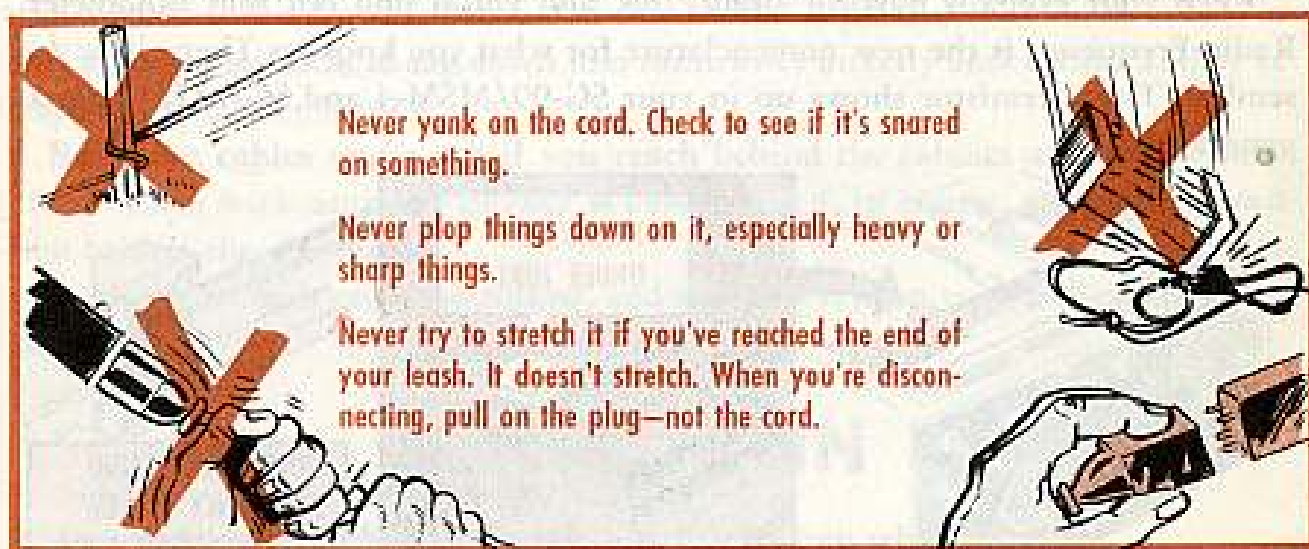 Never yank on the cord. Check to see if it's snared
on something.
Never plop things down on it, especially heavy or
sharp things.
Never try to stretch it if you've reached the end of
your leash. It doesn't stretch. When you're discon-
necting, pull on the plug—not the cord.